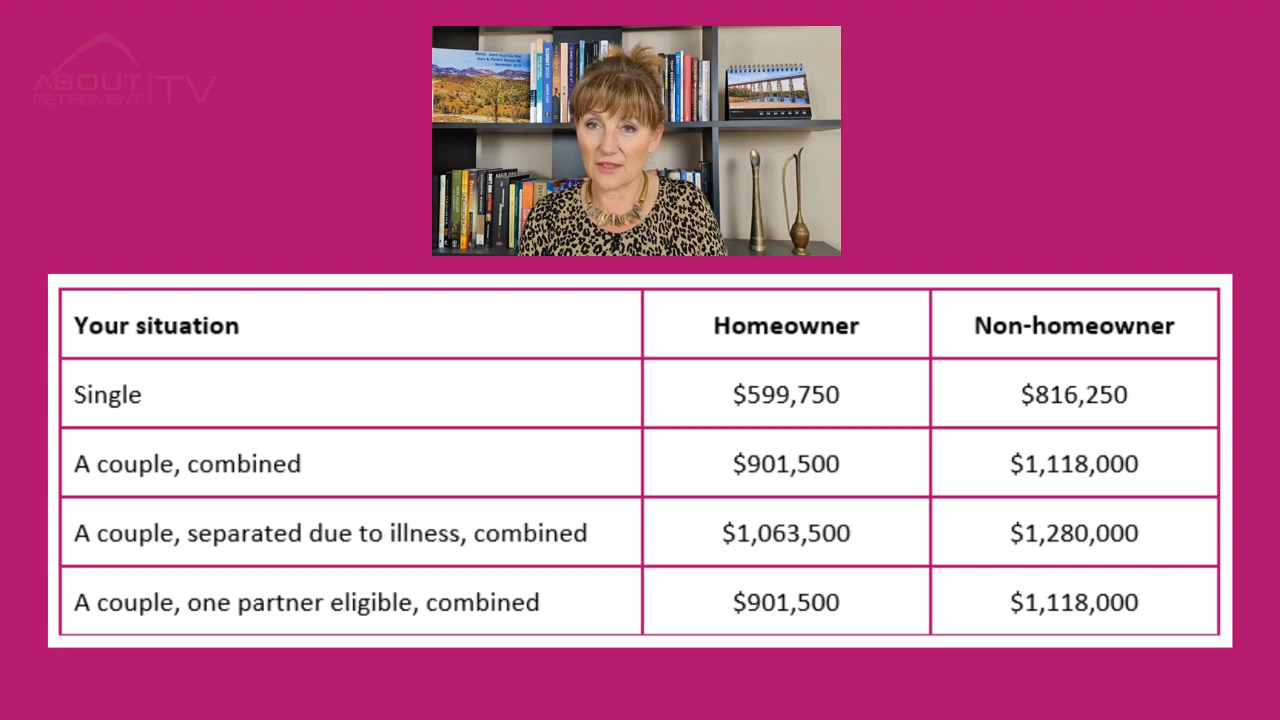 ABOUT
RETIREMENT
TV
Your situation
Homeowner
Non-homeowner
Single
$599,750
$816,250
A couple, combined
$901,500
$1,118,000
A couple, separated due to illness, combined
$1,063,500
$1,280,000
A couple, one partner eligible, combined
$901,500
$1,118,000